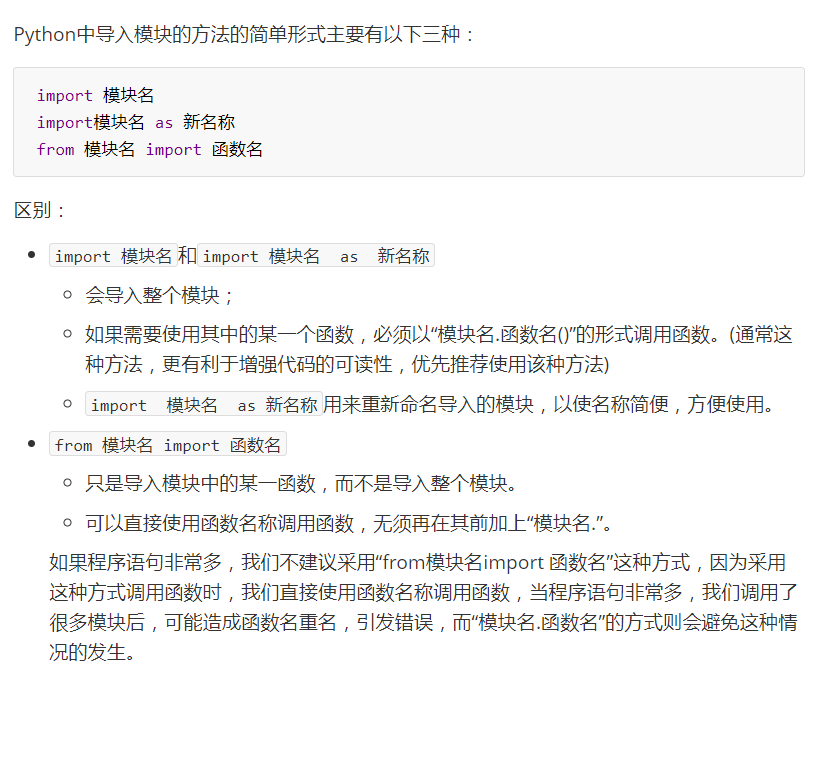 Python中导入模块的方法的简单形式主要有以下三种：
import 模块名
import模块名 as 新名称
from 模块名 import 函数名
区别：
import 模块名和import 模块名 as 新名称
会导入整个模块；
如果需要使用其中的某一个函数，必须以“模块名.函数名()”的形式调用函数。(通常这
种方法，更有利于增强代码的可读性，优先推荐使用该种方法)
import 模块名 as 新名称用来重新命名导入的模块，以使名称简便，方便使用。
from 模块名 import 函数名
只是导入模块中的某一函数，而不是导入整个模块。
可以直接使用函数名称调用函数，无须再在其前加上“模块名.”。
如果程序语句非常多，我们不建议采用“from模块名import 函数名”这种方式，因为采用
这种方式调用函数时，我们直接使用函数名称调用函数，当程序语句非常多，我们调用了
很多模块后，可能造成函数名重名，引发错误，而“模块名.函数名”的方式则会避免这种情
况的发生。